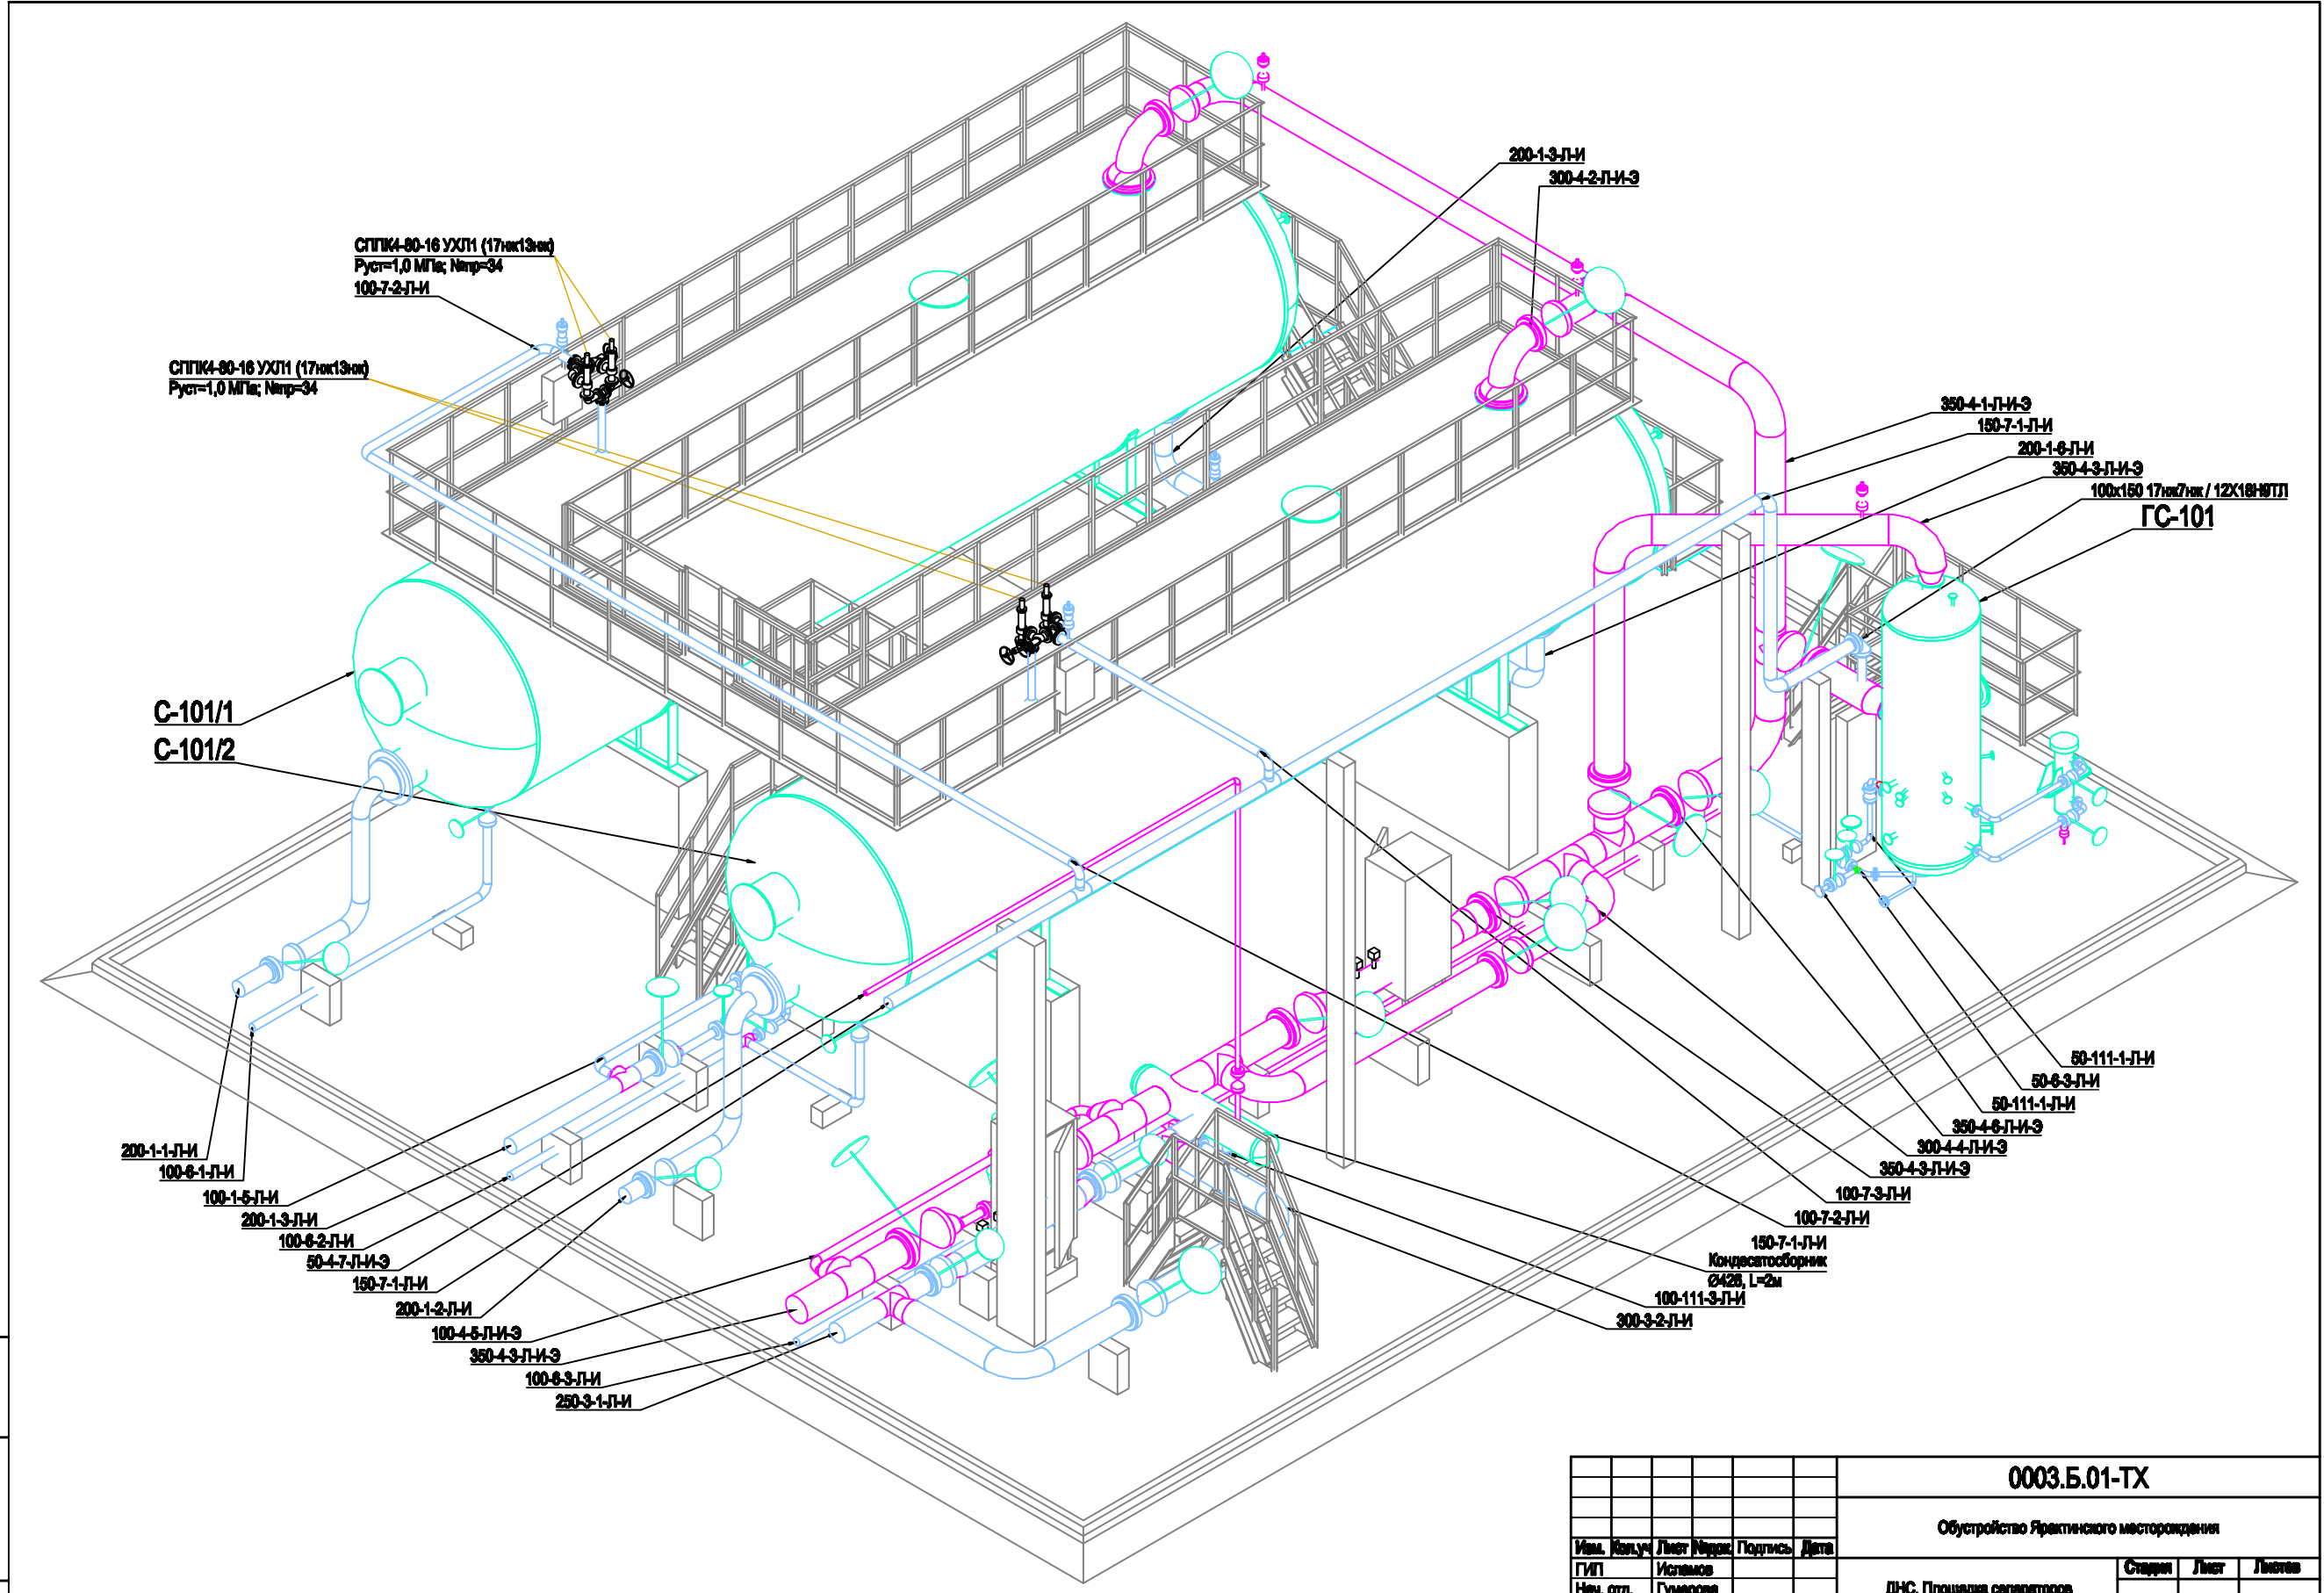 200-1-3-Л-И
300-4-2-Л-И-Э
СППК4-80-16 УХЛ1 (17нж13нж)
Руст=1,0 МПа; №пр=34
100-7-2-Л-И
СППК4-80-16 УХЛ1 (17нж13нж)
Руст=1,0 МПа; №пр=34
350-4-1-Л-И-Э
150-7-1-Л-И
200-1-6-Л-И
350-4-3-Л-И-Э
100х150 17нж7нж / 12Х18Н9ТЛ
ГС-101
С-101/1
С-101/2
50-111-1-Л-И
50-6-3-Л-И
50-111-1-Л-И
350-4-6-Л-И-Э
300-4-4-Л-И-Э
350-4-3-Л-И-Э
100-7-3-Л-И
100-7-2-Л-И
150-7-1-Л-И
Кондесатосборник
Ø426, L=2м
100-111-3-Л-И
300-3-2-Л-И
200-1-1-Л-И
100-6-1-Л-И
100-1-5-Л-И
200-1-3-Л-И
100-6-2-Л-И
50-4-7-Л-И-Э
150-7-1-Л-И
200-1-2-Л-И
100-4-5-Л-И-Э
350-4-3-Л-И-Э
100-6-3-Л-И
250-3-1-Л-И
0003.Б.01-ТХ
Обустройство Ярактинского месторождения
Изм. Кол.уч Лист №док. Подпись Дата
ГИП Исламов
Нач. отл. Гумарова
ДНС. Площадка сепараторов
Стадия Лист Листов